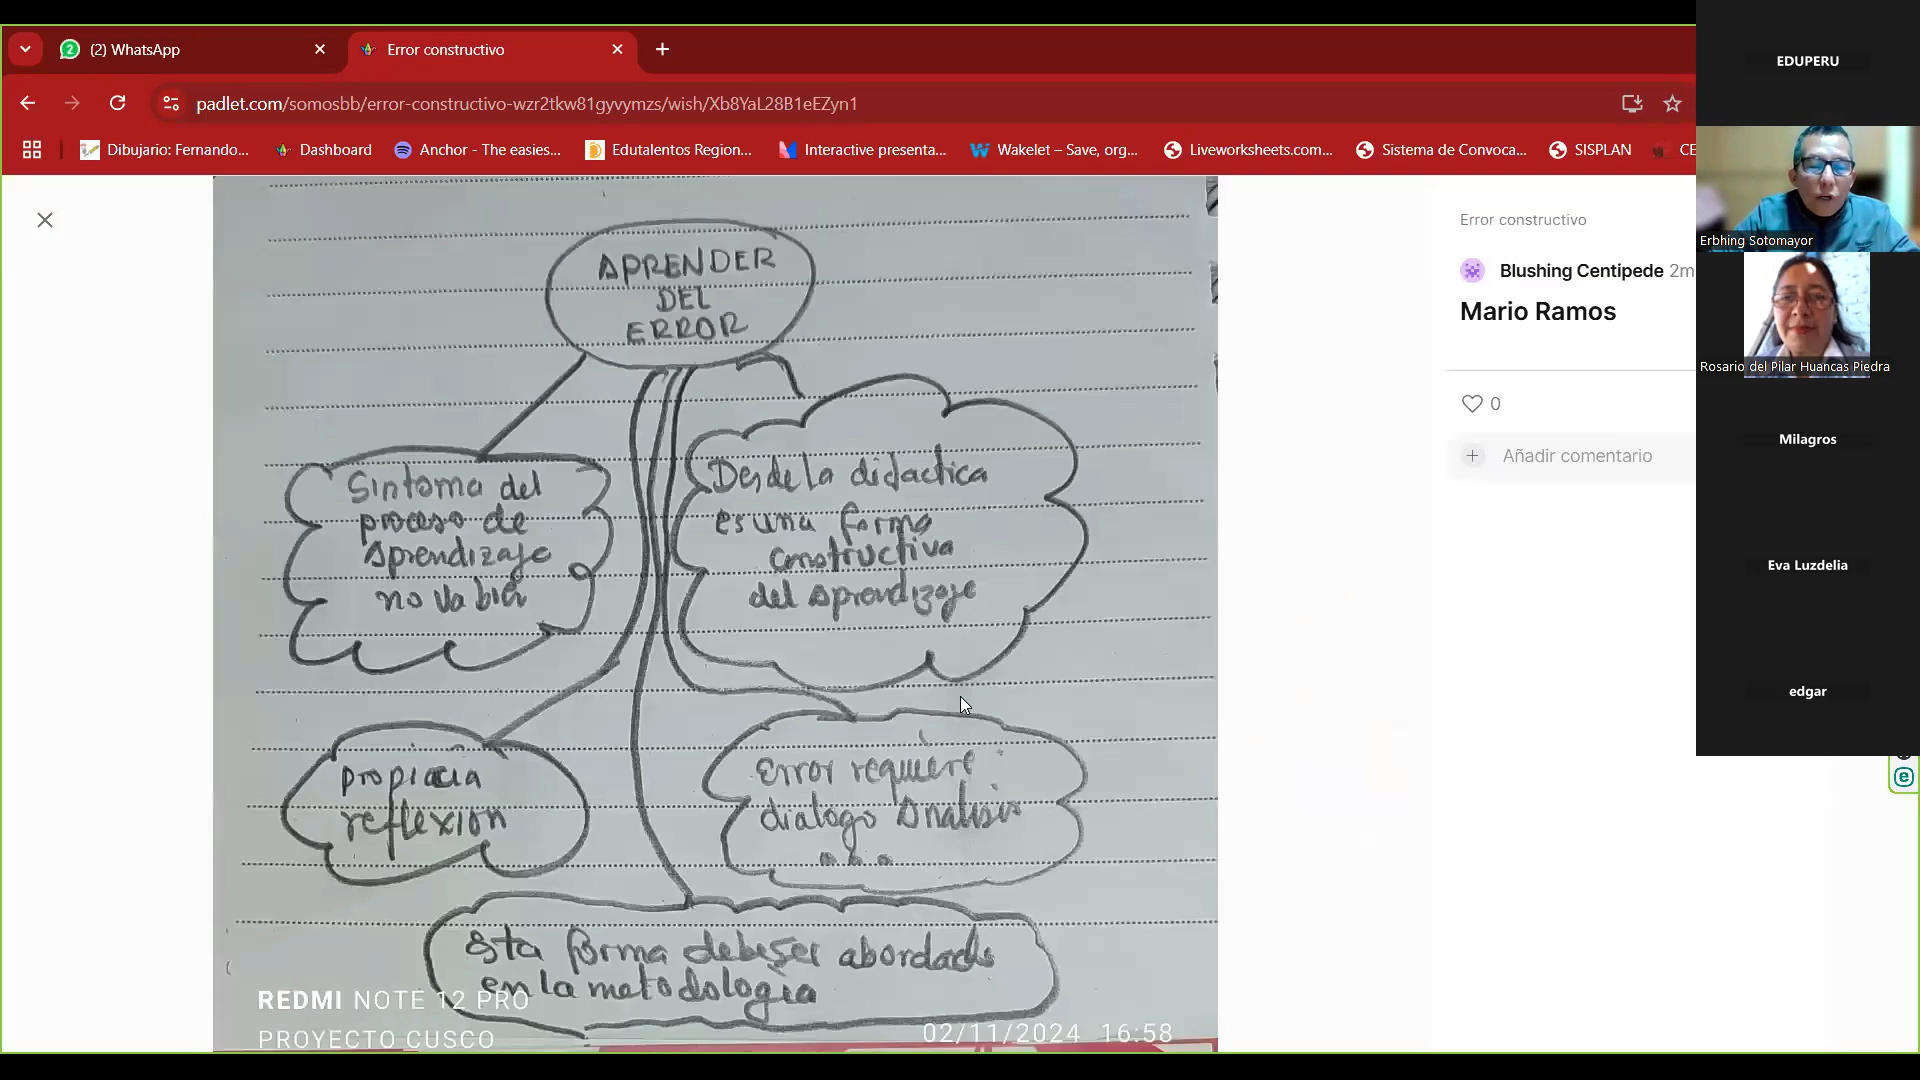 (2) WhatsApp
Error constructivo
padlet.com/somosbb/error-constructivo-wzr2tkw81gyvymzs/wish/Xb8YaL28B1eEZyn1
Dibujario: Fernando...
Dashboard
Anchor - The easies...
Edutalentos Region...
Interactive presenta...
Wakelet – Save, org...
Liveworksheets.com...
Sistema de Convoca...
SISPLAN
CE
APRENDER
DEL
ERROR
Sintoma del
proceso de
aprendizaje
no va bien
Desde la didactica
es una forma
constructiva
del aprendizaje
propicia
reflexion
Error requiere
dialogo Analisis
...
Esta forma debe ser abordada
en la metodologia
REDMI NOTE 12 PRO
PROYECTO CUSCO
02/11/2024 16:58
Error constructivo
Blushing Centipede 2m
Mario Ramos
0
Añadir comentario
EDUPERU
Erbhing Sotomayor
Rosario del Pilar Huancas Piedra
Milagros
Eva Luzdelia
edgar